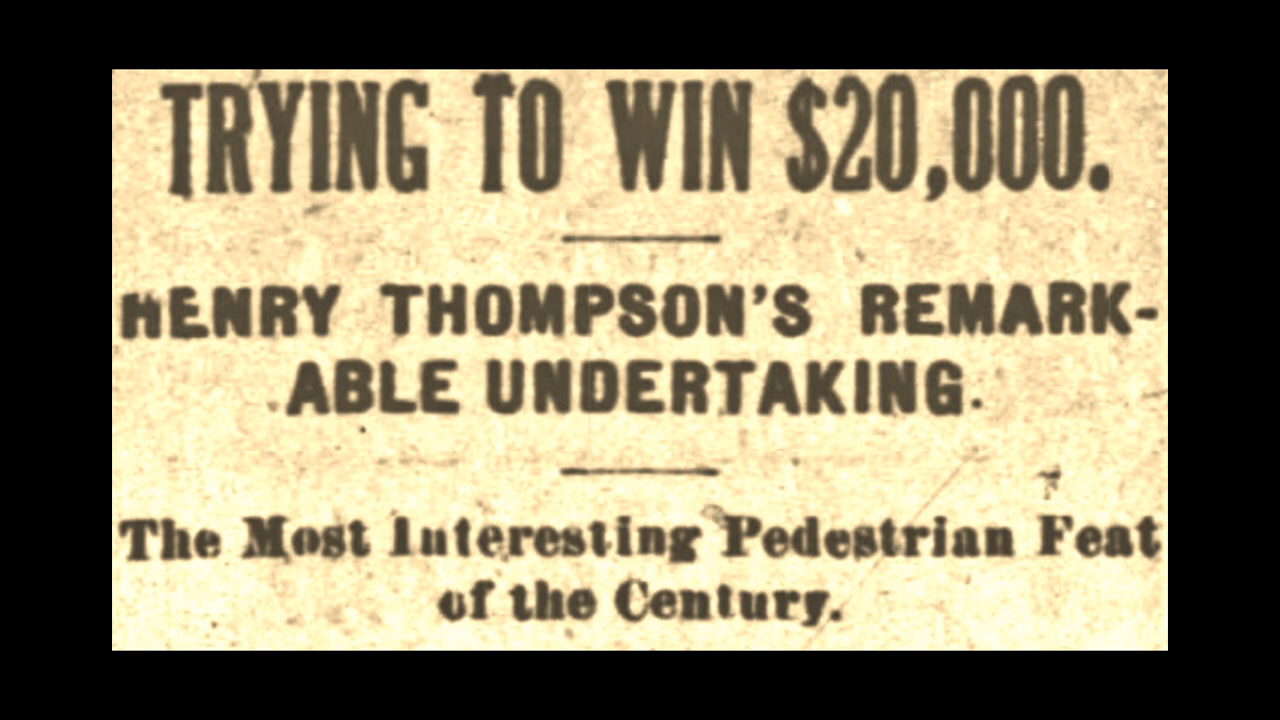 TRYING TO WIN $20,000.
HENRY THOMPSON'S REMARK-
ABLE UNDERTAKING.
The Most Interesting Pedestrian Feat
of the Century.